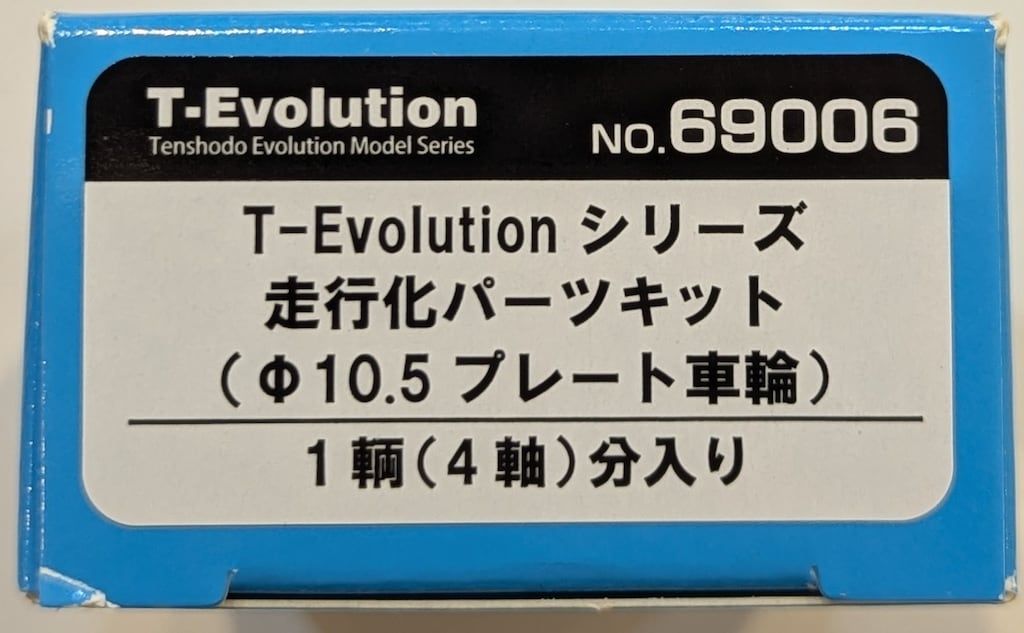 T-Evolution
Tenshodo Evolution Model Series
NO.69006
T-Evolution シリーズ
走行化パーツキット
(Φ10.5 プレート車輪)
1 輌(4 軸)分入り